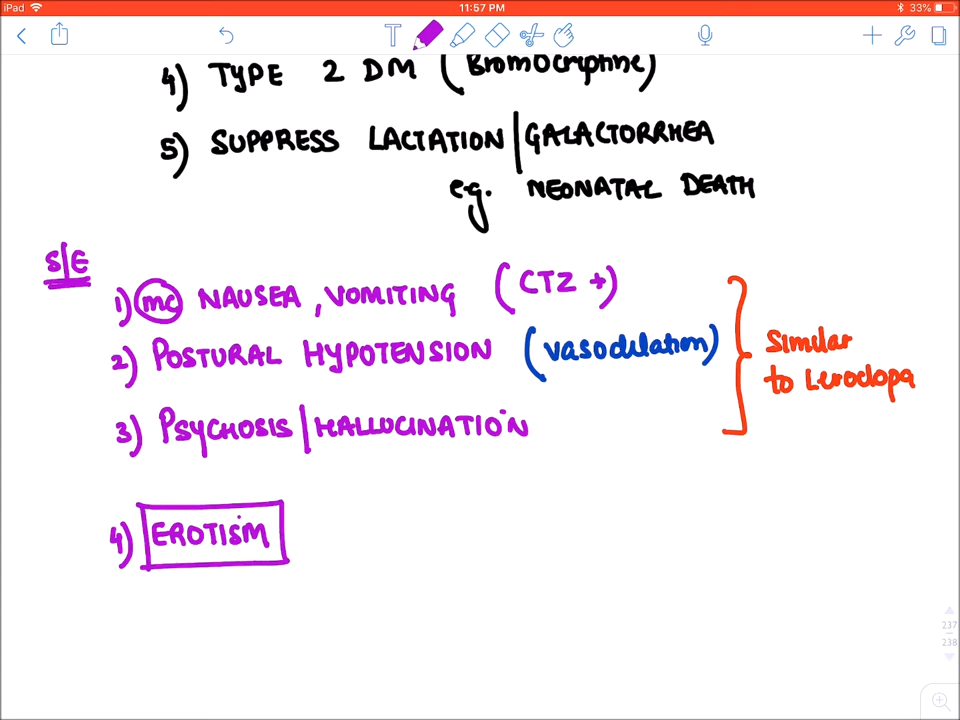 iPad 11:57 PM 33%
T
4) TYPE 2 DM (Bromocriptine)
5) SUPPRESS LACTATION/GALACTORRHEA
e.g. NEONATAL DEATH
S/E
1) mc NAUSEA, VOMITING (CTZ +)
2) POSTURAL HYPOTENSION (vasodilation)
3) PSYCHOSIS/HALLUCINATION
Similar
to Levodopa
4) EROTISM
237
238